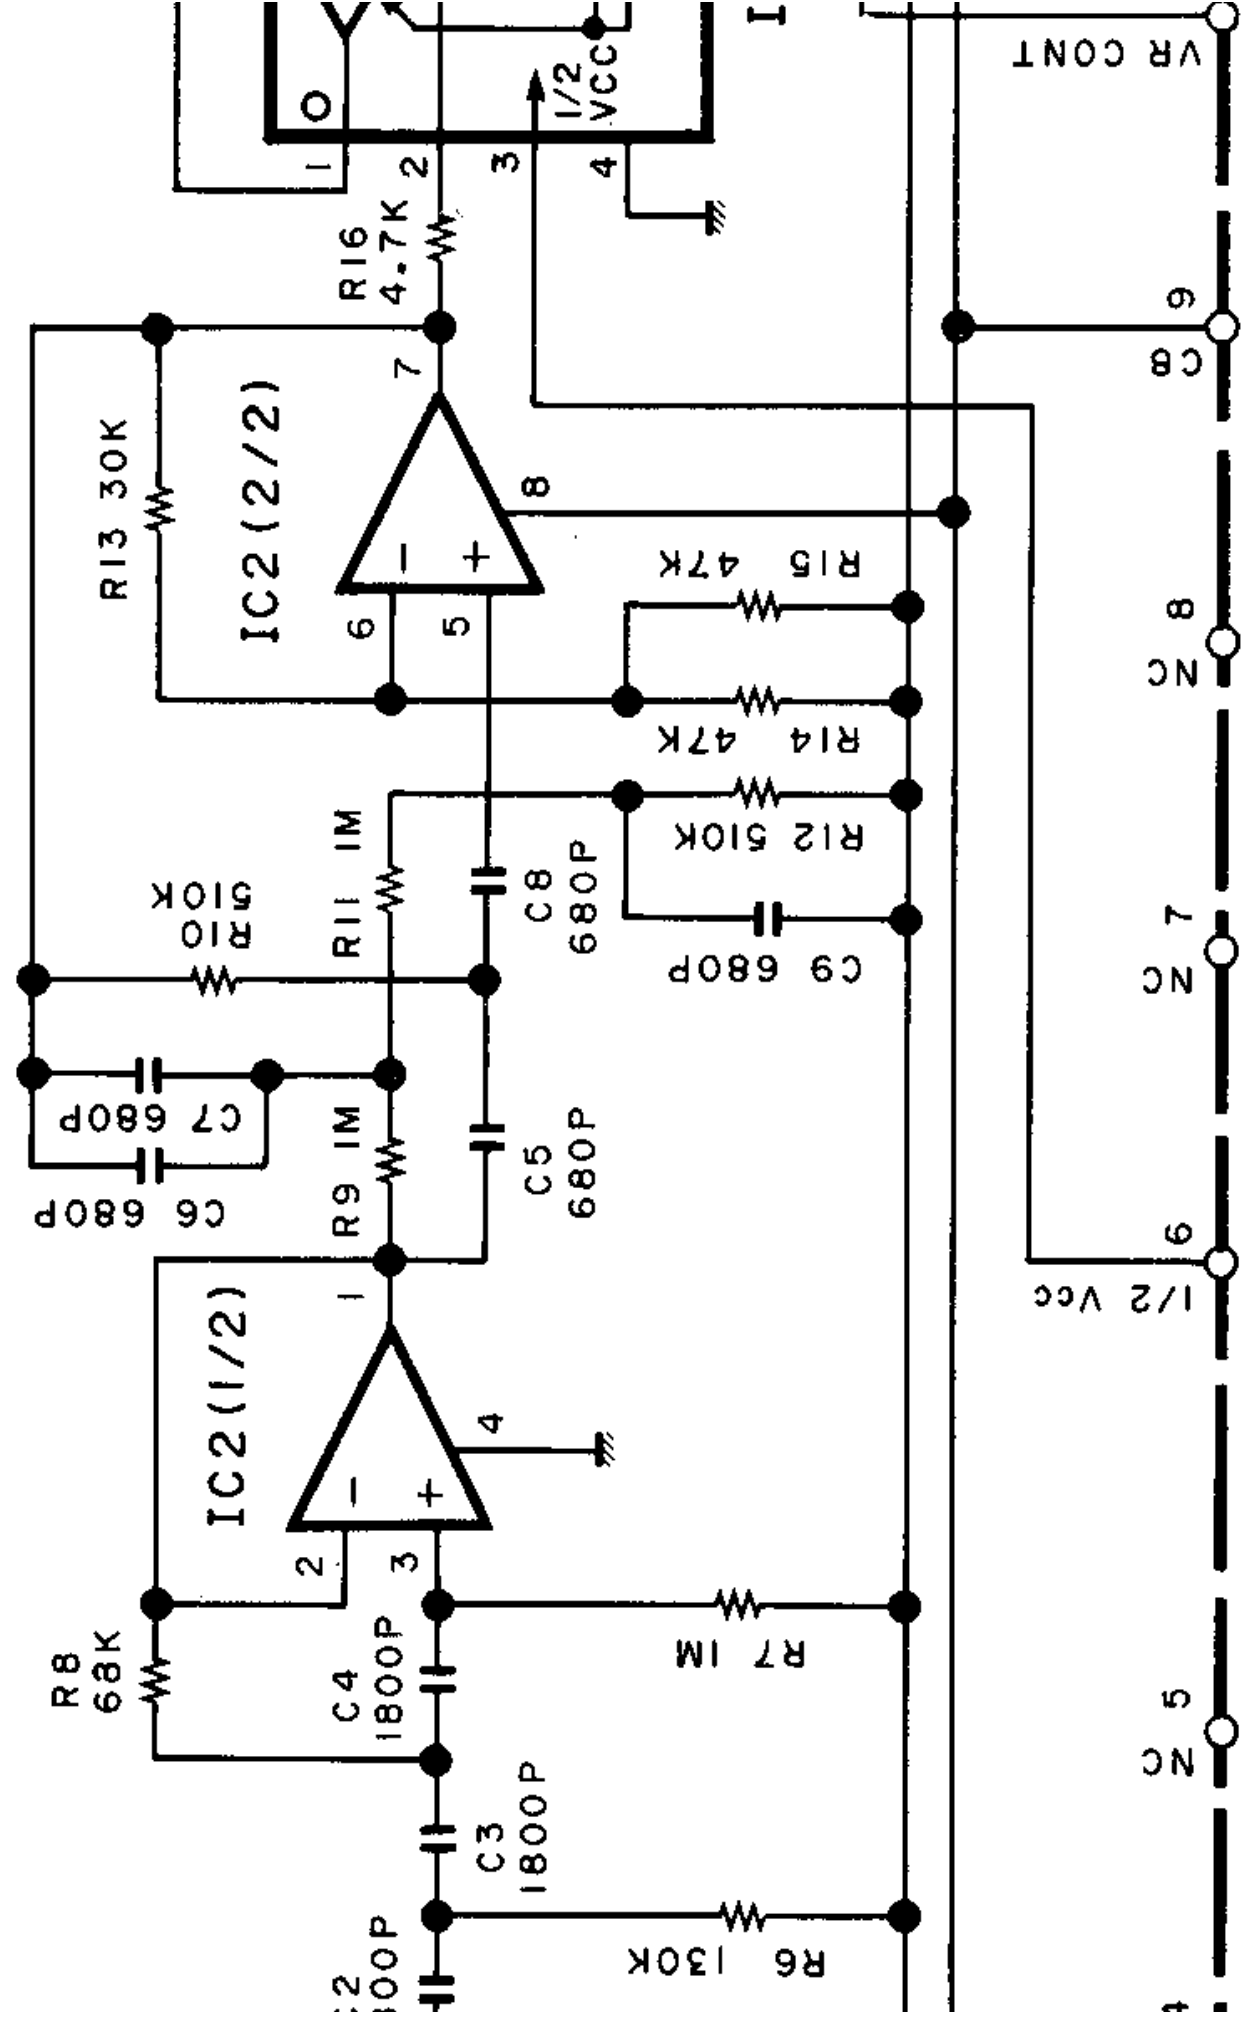 I
VR CONT
O
1/2
VCC
1
2
3
4
R16
4.7K
9
C8
7
R13 30K
IC2(2/2)
8
−
+
6
5
R15 47K
8
NC
R14 47K
R11 1M
R12 510K
R10
510K
C8
680P
C9 680P
7
NC
C7 680P
R9 1M
C5
680P
C6 680P
6
1/2 Vcc
1
IC2(1/2)
4
−
+
2
3
R8
68K
C4
1800P
R7 1M
5
NC
C3
1800P
R6 130K